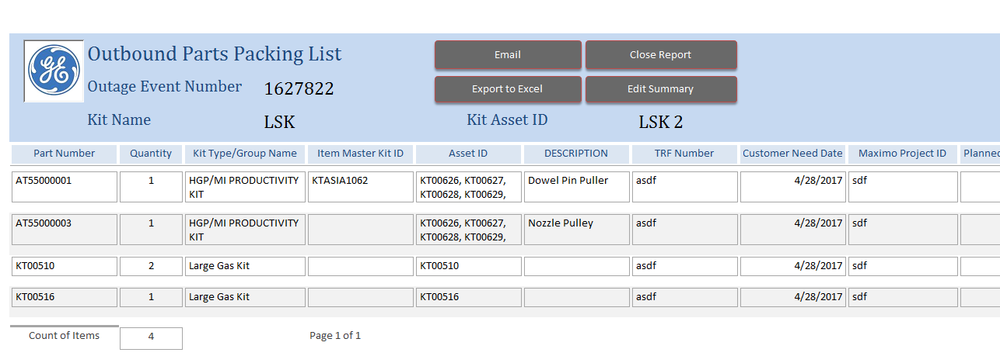 GE
Outbound Parts Packing List
Email
Close Report
Outage Event Number
1627822
Export to Excel
Edit Summary
Kit Name
LSK
Kit Asset ID
LSK 2
Part Number Quantity Kit Type/Group Name Item Master Kit ID Asset ID DESCRIPTION TRF Number Customer Need Date Maximo Project ID Planned
AT55000001 1 HGP/MI PRODUCTIVITY KTASIA1062 KT00626, KT00627, Dowel Pin Puller asdf 4/28/2017 sdf
KIT KT00628, KT00629,
AT55000003 1 HGP/MI PRODUCTIVITY KT00626, KT00627, Nozzle Pulley asdf 4/28/2017 sdf
KIT KT00628, KT00629,
KT00510 2 Large Gas Kit KT00510 asdf 4/28/2017 sdf
KT00516 1 Large Gas Kit KT00516 asdf 4/28/2017 sdf
Count of Items 4 Page 1 of 1